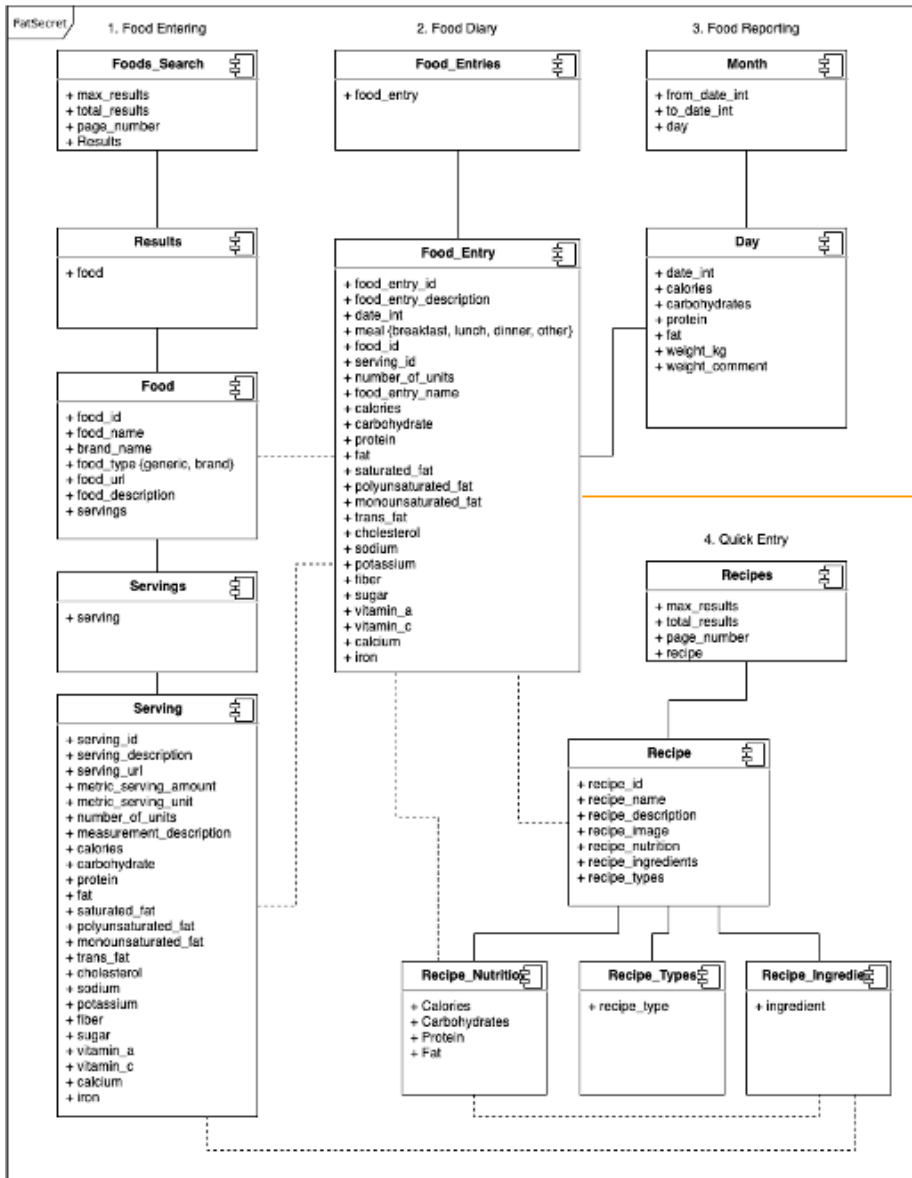 FatSecret
1. Food Entering
Foods_Search
+ max_results
+ total_results
+ page_number
+ Results
Results
+ food
Food
+ food_id
+ food_name
+ brand_name
+ food_type {generic, brand}
+ food_url
+ food_description
+ servings
Servings
+ serving
Serving
+ serving_id
+ serving_description
+ serving_url
+ metric_serving_amount
+ metric_serving_unit
+ number_of_units
+ measurement_description
+ calories
+ carbohydrate
+ protein
+ fat
+ saturated_fat
+ polyunsaturated_fat
+ monounsaturated_fat
+ trans_fat
+ cholesterol
+ sodium
+ potassium
+ fiber
+ sugar
+ vitamin_a
+ vitamin_c
+ calcium
+ iron
2. Food Diary
Food_Entries
+ food_entry
Food_Entry
+ food_entry_id
+ food_entry_description
+ date_int
+ meal {breakfast, lunch, dinner, other}
+ food_id
+ serving_id
+ number_of_units
+ food_entry_name
+ calories
+ carbohydrate
+ protein
+ fat
+ saturated_fat
+ polyunsaturated_fat
+ monounsaturated_fat
+ trans_fat
+ cholesterol
+ sodium
+ potassium
+ fiber
+ sugar
+ vitamin_a
+ vitamin_c
+ calcium
+ iron
3. Food Reporting
Month
+ from_date_int
+ to_date_int
+ day
Day
+ date_int
+ calories
+ carbohydrates
+ protein
+ fat
+ weight_kg
+ weight_comment
4. Quick Entry
Recipes
+ max_results
+ total_results
+ page_number
+ recipe
Recipe
+ recipe_id
+ recipe_name
+ recipe_description
+ recipe_image
+ recipe_nutrition
+ recipe_ingredients
+ recipe_types
Recipe_Nutrition
+ Calories
+ Carbohydrates
+ Protein
+ Fat
Recipe_Types
+ recipe_type
Recipe_Ingredie
+ ingredient